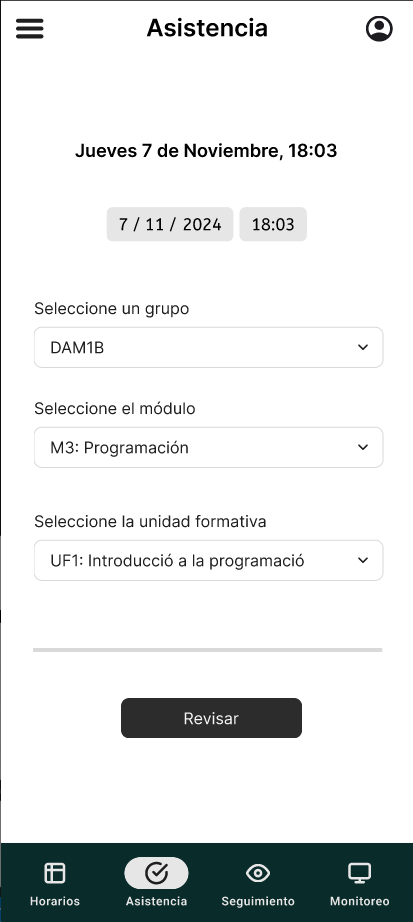 Asistencia
Jueves 7 de Noviembre, 18:03
7 / 11 / 2024 18:03
Seleccione un grupo
DAM1B
Seleccione el módulo
M3: Programación
Seleccione la unidad formativa
UF1: Introducció a la programació
Revisar
Horarios Asistencia Seguimiento Monitoreo